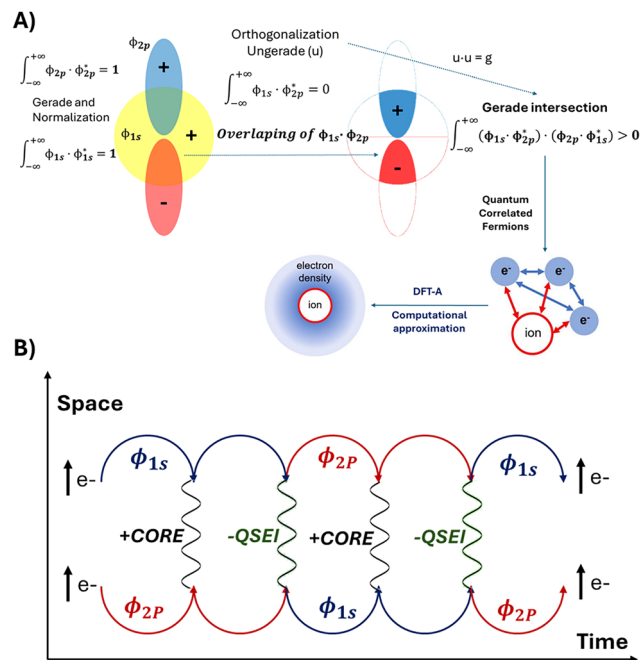 A)
ϕ₂ₚ
∫₋∞⁺∞ ϕ₂ₚ · ϕ*₂ₚ = 1
+
Gerade and
Normalization
ϕ₁ₛ
+
∫₋∞⁺∞ ϕ₁ₛ · ϕ*₁ₛ = 1
-
Orthogonalization
Ungerade (u)
∫₋∞⁺∞ ϕ₁ₛ · ϕ*₂ₚ = 0
Overlaping of ϕ₁ₛ · ϕ₂ₚ
+
-
u·u = g
Gerade intersection
∫₋∞⁺∞ (ϕ₁ₛ · ϕ*₂ₚ) · (ϕ₂ₚ · ϕ*₁ₛ) > 0
Quantum
Correlated
Fermions
e⁻
e⁻
e⁻
ion
DFT-A
Computational
approximation
electron
density
ion
B)
Space
e-
ϕ₁ₛ
ϕ₂P
ϕ₁ₛ
e-
+CORE
-QSEI
+CORE
-QSEI
e-
ϕ₂P
ϕ₁ₛ
ϕ₂P
e-
Time